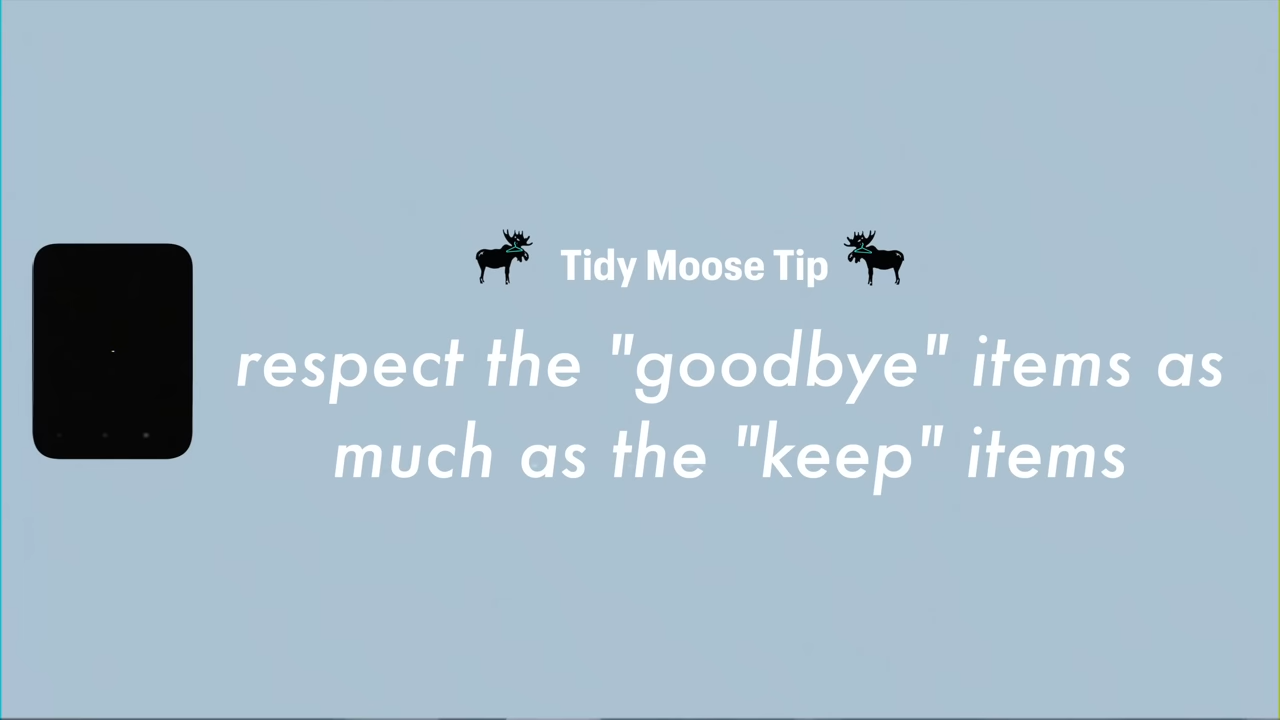 Tidy Moose Tip
respect the "goodbye" items as
much as the "keep" items